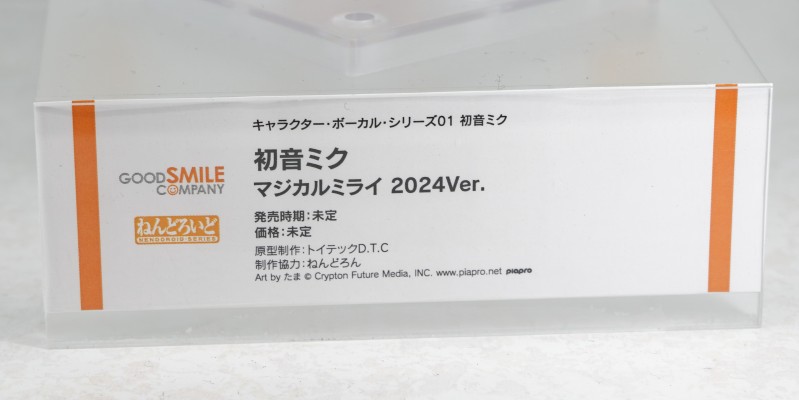 キャラクター・ボーカル・シリーズ01 初音ミク
GOOD SMILE
COMPANY
ねんどろいど
NENDOROID SERIES
初音ミク
マジカルミライ 2024Ver.
発売時期：未定
価格：未定
原型制作：トイテックD.T.C
制作協力：ねんどろん
Art by たま © Crypton Future Media, INC. www.piapro.net piapro